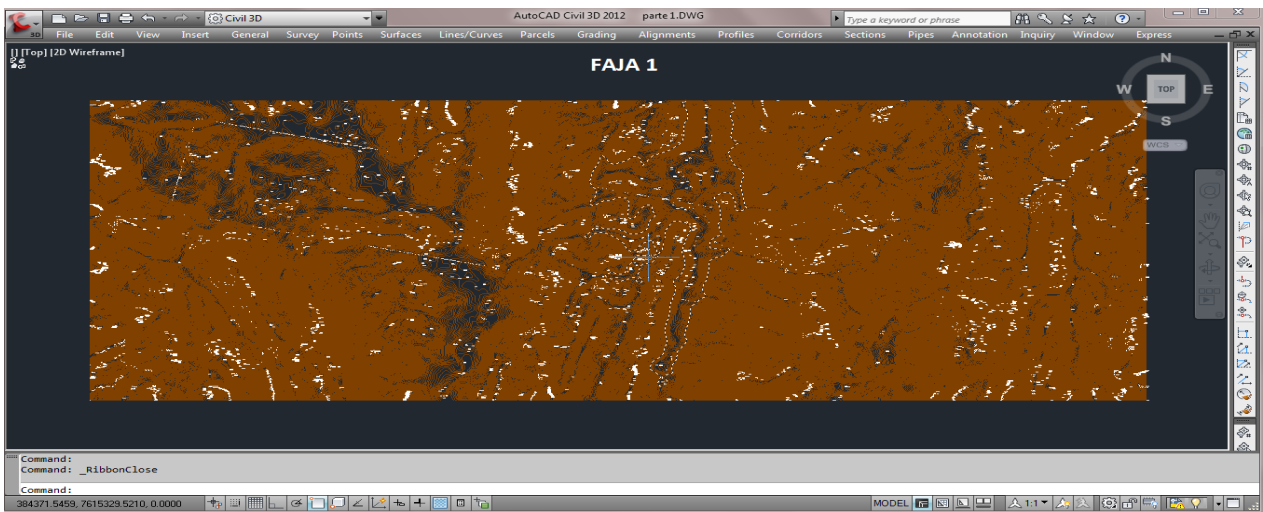 Civil 3D
AutoCAD Civil 3D 2012 parte 1.DWG
Type a keyword or phrase
3D
File Edit View Insert General Survey Points Surfaces Lines/Curves Parcels Grading Alignments Profiles Corridors Sections Pipes Annotation Inquiry Window Express
[] [Top] [2D Wireframe]
FAJA 1
N
W TOP E
S
WCS
Command:
Command: _RibbonClose
Command:
384371.5459, 7615329.5210, 0.0000
MODEL
1:1